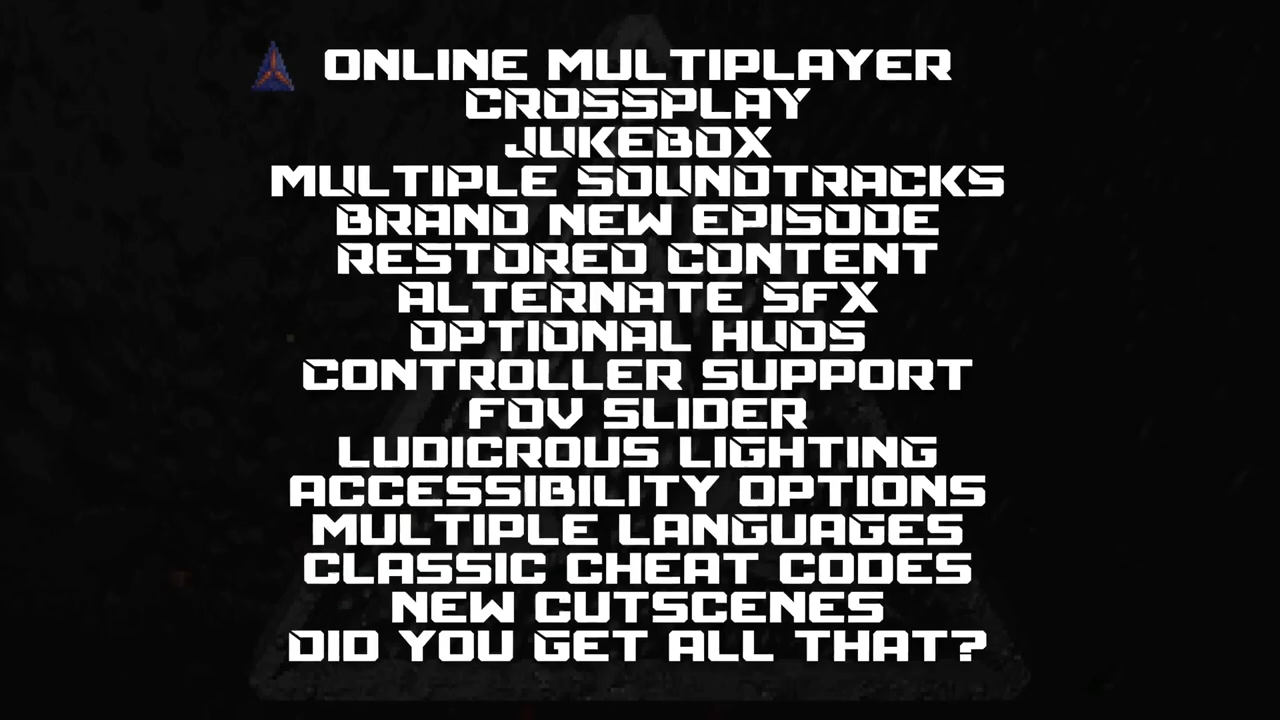 ONLINE MULTIPLAYER
CROSSPLAY
JUKEBOX
MULTIPLE SOUNDTRACKS
BRAND NEW EPISODE
RESTORED CONTENT
ALTERNATE SFX
OPTIONAL HUDS
CONTROLLER SUPPORT
FOV SLIDER
LUDICROUS LIGHTING
ACCESSIBILITY OPTIONS
MULTIPLE LANGUAGES
CLASSIC CHEAT CODES
NEW CUTSCENES
DID YOU GET ALL THAT?